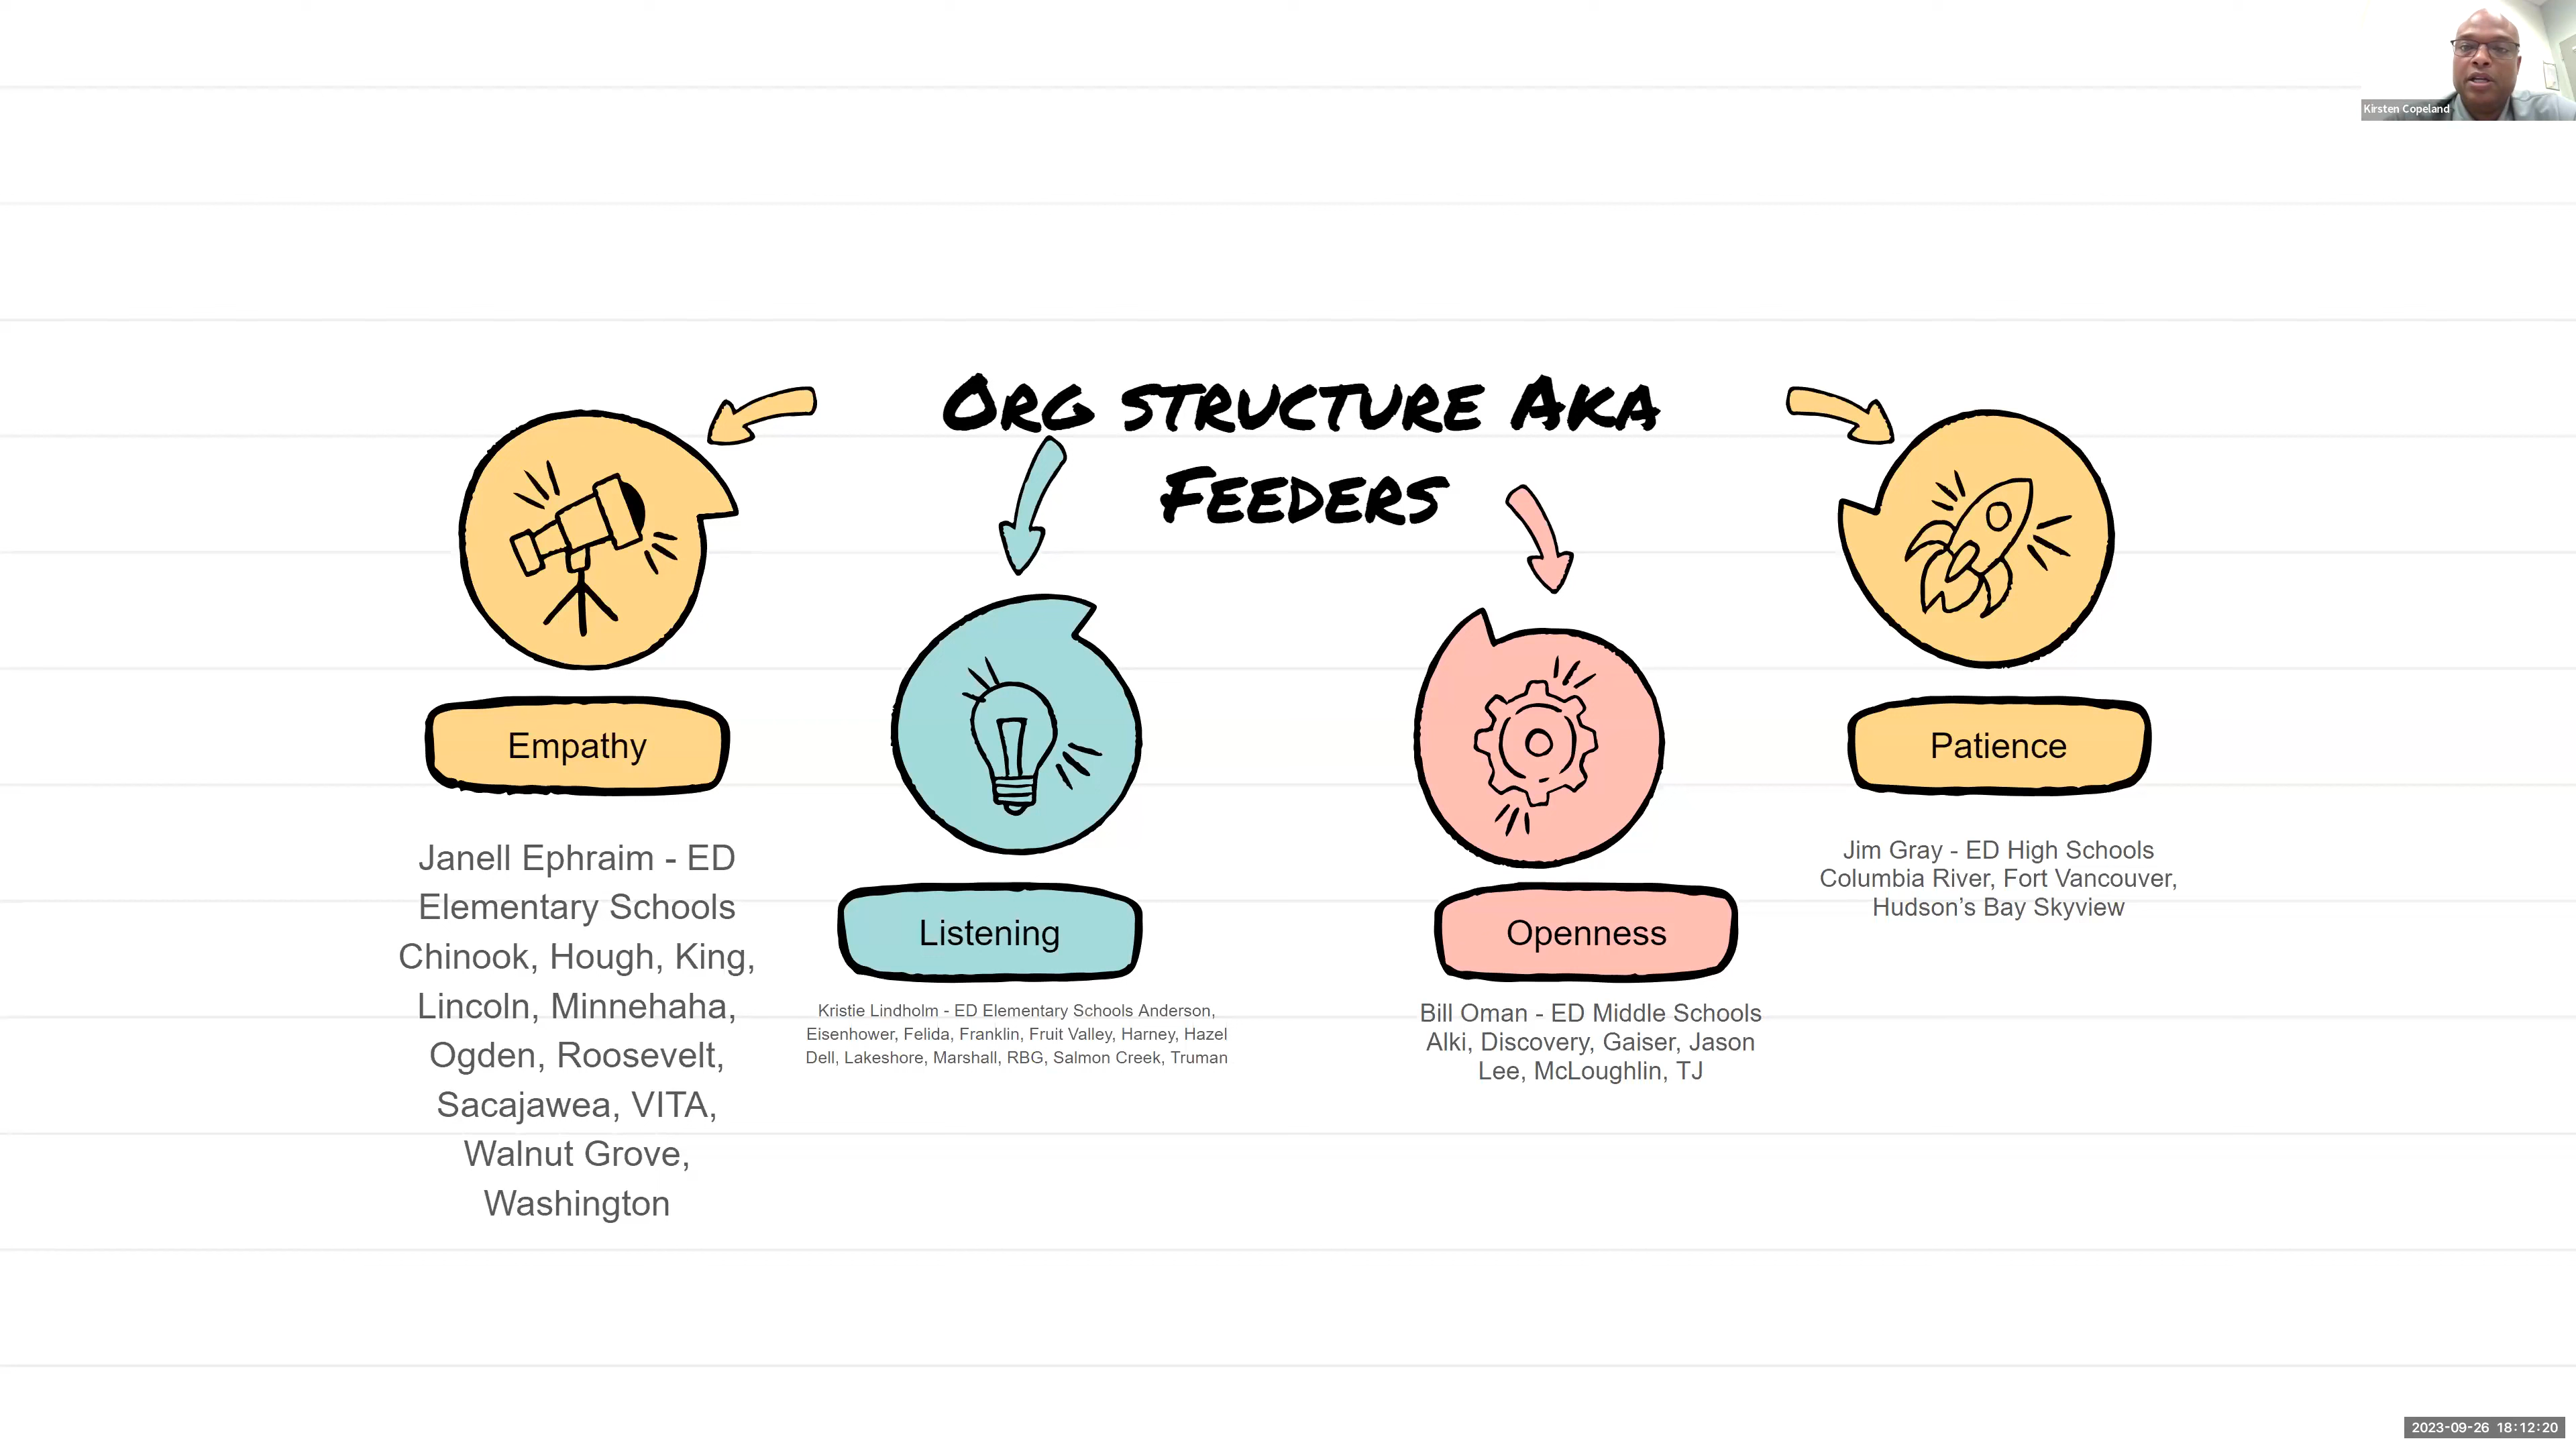 Kirsten Copeland
Org structure Aka
Feeders
Empathy
Janell Ephraim - ED
Elementary Schools
Chinook, Hough, King,
Lincoln, Minnehaha,
Ogden, Roosevelt,
Sacajawea, VITA,
Walnut Grove,
Washington
Listening
Kristie Lindholm - ED Elementary Schools Anderson,
Eisenhower, Felida, Franklin, Fruit Valley, Harney, Hazel
Dell, Lakeshore, Marshall, RBG, Salmon Creek, Truman
Openness
Bill Oman - ED Middle Schools
Alki, Discovery, Gaiser, Jason
Lee, McLoughlin, TJ
Patience
Jim Gray - ED High Schools
Columbia River, Fort Vancouver,
Hudson’s Bay Skyview
2023-09-26 18:12:20